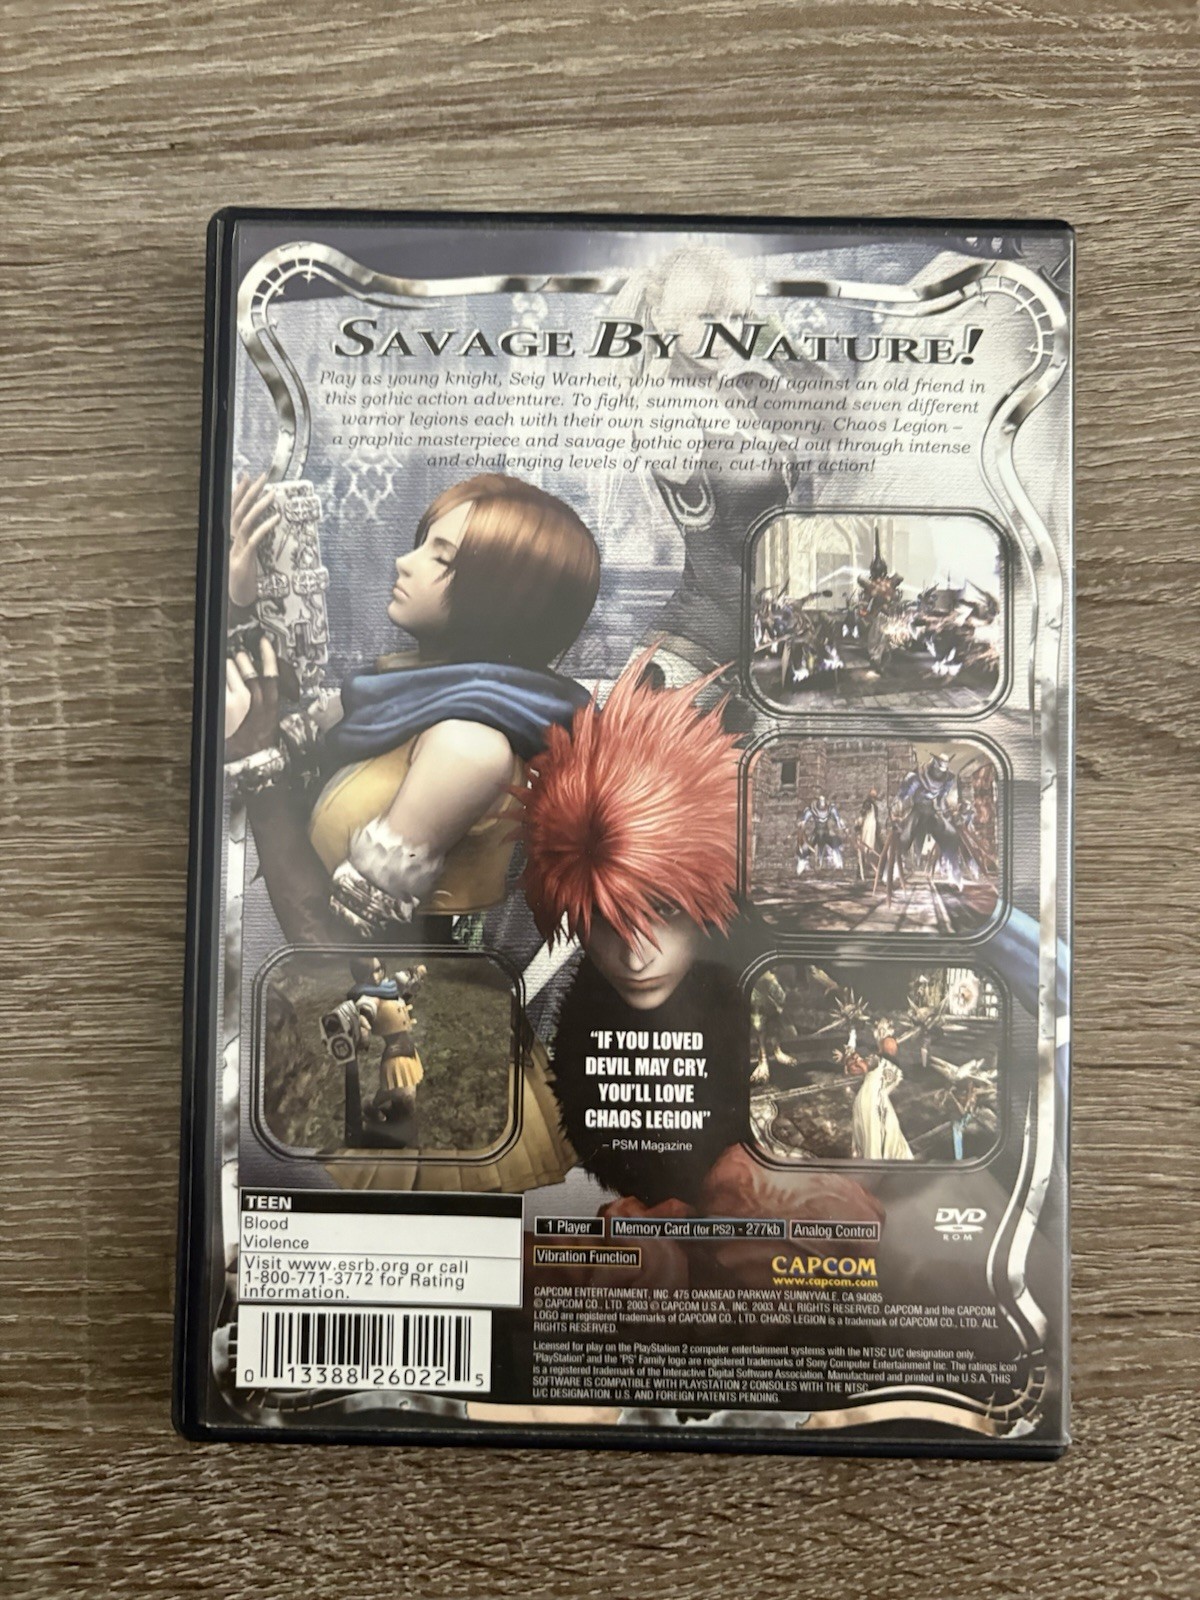 SAVAGE BY NATURE!
Play as young knight, Seig Warheit, who must face off against an old friend in
this gothic action adventure. To fight, summon and command seven different
warrior legions each with their own signature weaponry. Chaos Legion –
a graphic masterpiece and savage gothic opera played out through intense
and challenging levels of real time, cut-throat action!
“IF YOU LOVED
DEVIL MAY CRY,
YOU'LL LOVE
CHAOS LEGION”
– PSM Magazine
TEEN
Blood
Violence
Visit www.esrb.org or call
1-800-771-3772 for Rating
information.
0 13388 26022 5
1 Player
Memory Card (for PS2) - 277kb
Analog Control
Vibration Function
DVD
ROM
CAPCOM
www.capcom.com
CAPCOM ENTERTAINMENT, INC. 475 OAKMEAD PARKWAY SUNNYVALE, CA 94085
© CAPCOM CO., LTD. 2003 © CAPCOM U.S.A., INC. 2003. ALL RIGHTS RESERVED. CAPCOM and the CAPCOM
LOGO are registered trademarks of CAPCOM CO., LTD. CHAOS LEGION is a trademark of CAPCOM CO., LTD. ALL
RIGHTS RESERVED.
Licensed for play on the PlayStation 2 computer entertainment systems with the NTSC U/C designation only.
"PlayStation" and the "PS" Family logo are registered trademarks of Sony Computer Entertainment Inc. The ratings icon
is a registered trademark of the Interactive Digital Software Association. Manufactured and printed in the U.S.A. THIS
SOFTWARE IS COMPATIBLE WITH PLAYSTATION 2 CONSOLES WITH THE NTSC
U/C DESIGNATION. U.S. AND FOREIGN PATENTS PENDING.